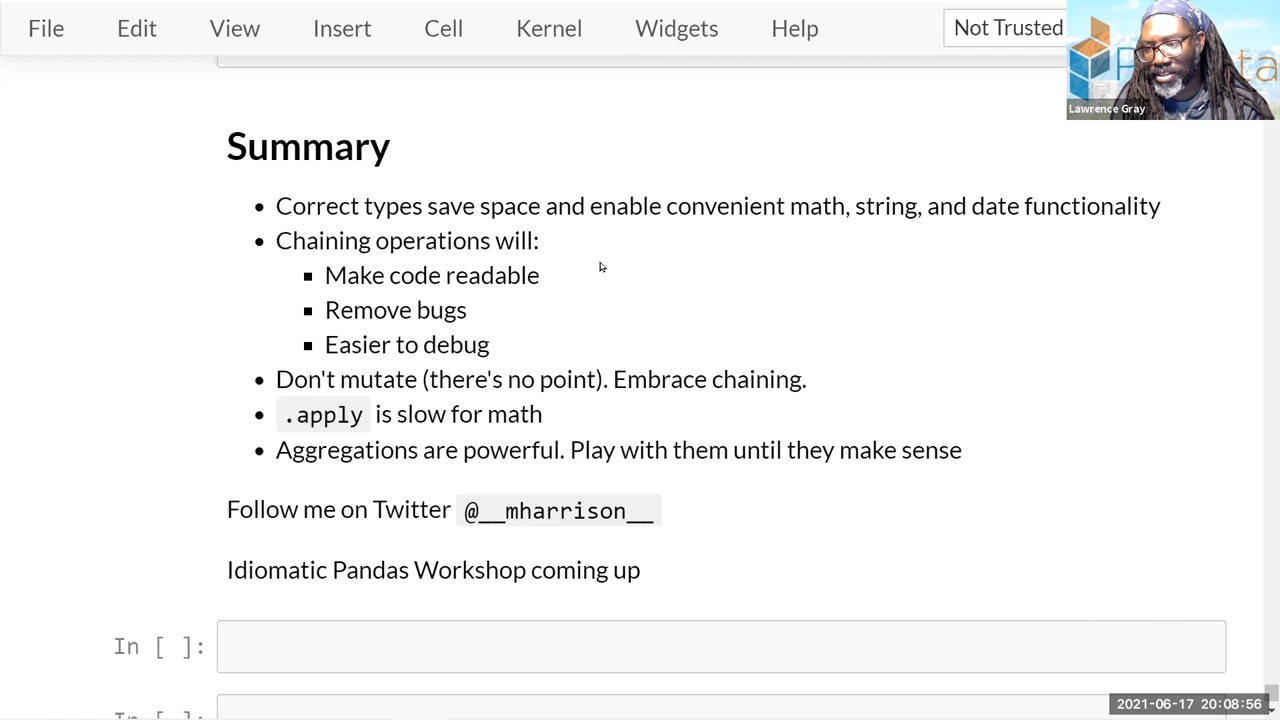 File Edit View Insert Cell Kernel Widgets Help Not Trusted
Lawrence Gray
Summary
• Correct types save space and enable convenient math, string, and date functionality
• Chaining operations will:
▪ Make code readable
▪ Remove bugs
▪ Easier to debug
• Don't mutate (there's no point). Embrace chaining.
• .apply is slow for math
• Aggregations are powerful. Play with them until they make sense
Follow me on Twitter @__mharrison__
Idiomatic Pandas Workshop coming up
In [ ]:
2021-06-17 20:08:56